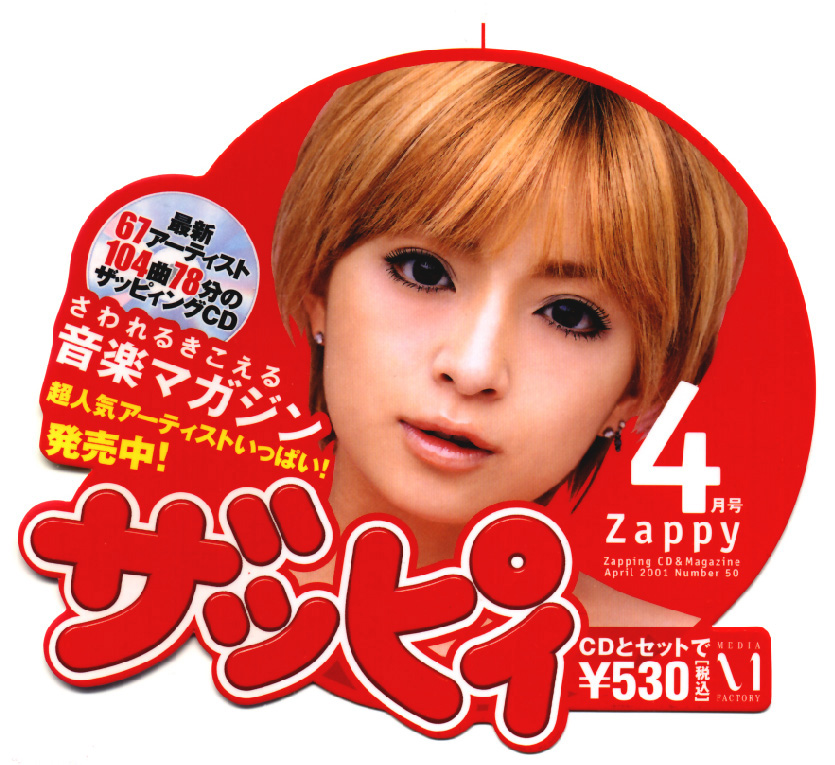 最新
67アーティスト
104曲78分の
ザッピィングCD
さわれるきこえる
音楽マガジン
超人気アーティストいっぱい!
発売中!
4月号
Zappy
Zapping CD&Magazine
April 2001 Number 50
ザッピィ
CDとセットで
¥530[税込]
MEDIA
FACTORY